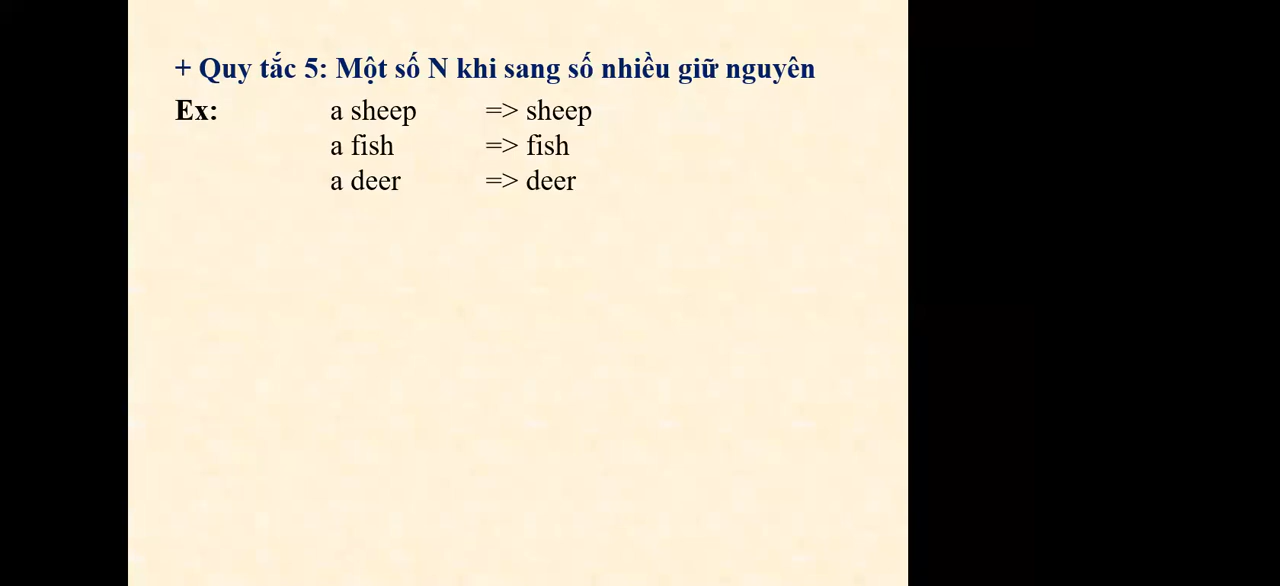 + Quy tắc 5: Một số N khi sang số nhiều giữ nguyên
Ex: a sheep => sheep
a fish => fish
a deer => deer